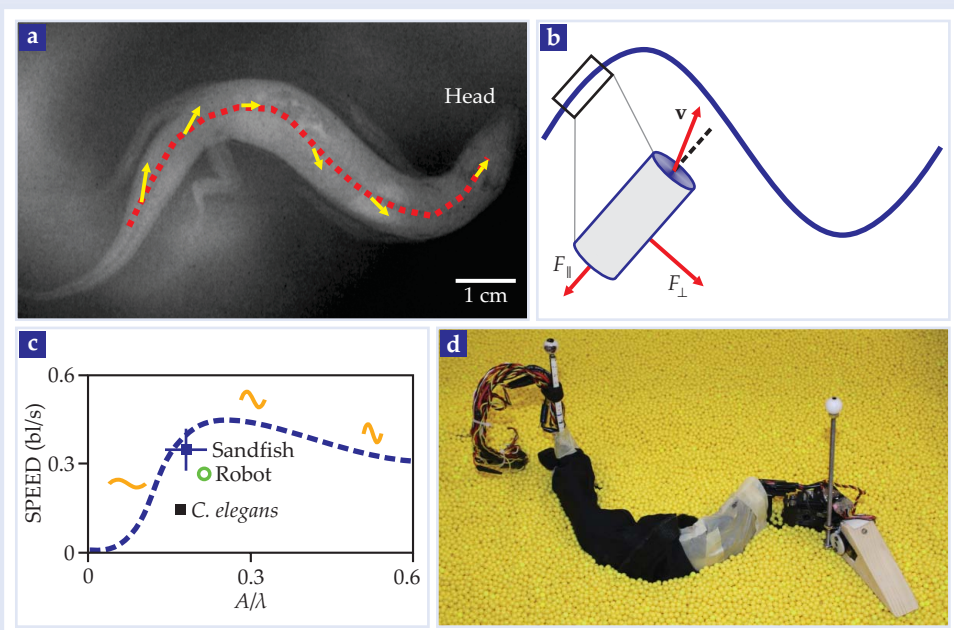 a
Head
1 cm
b
v
F∥
F⊥
c
0.6
0.3
0
SPEED (bl/s)
Sandfish
Robot
C. elegans
0
0.3
0.6
A/λ
d